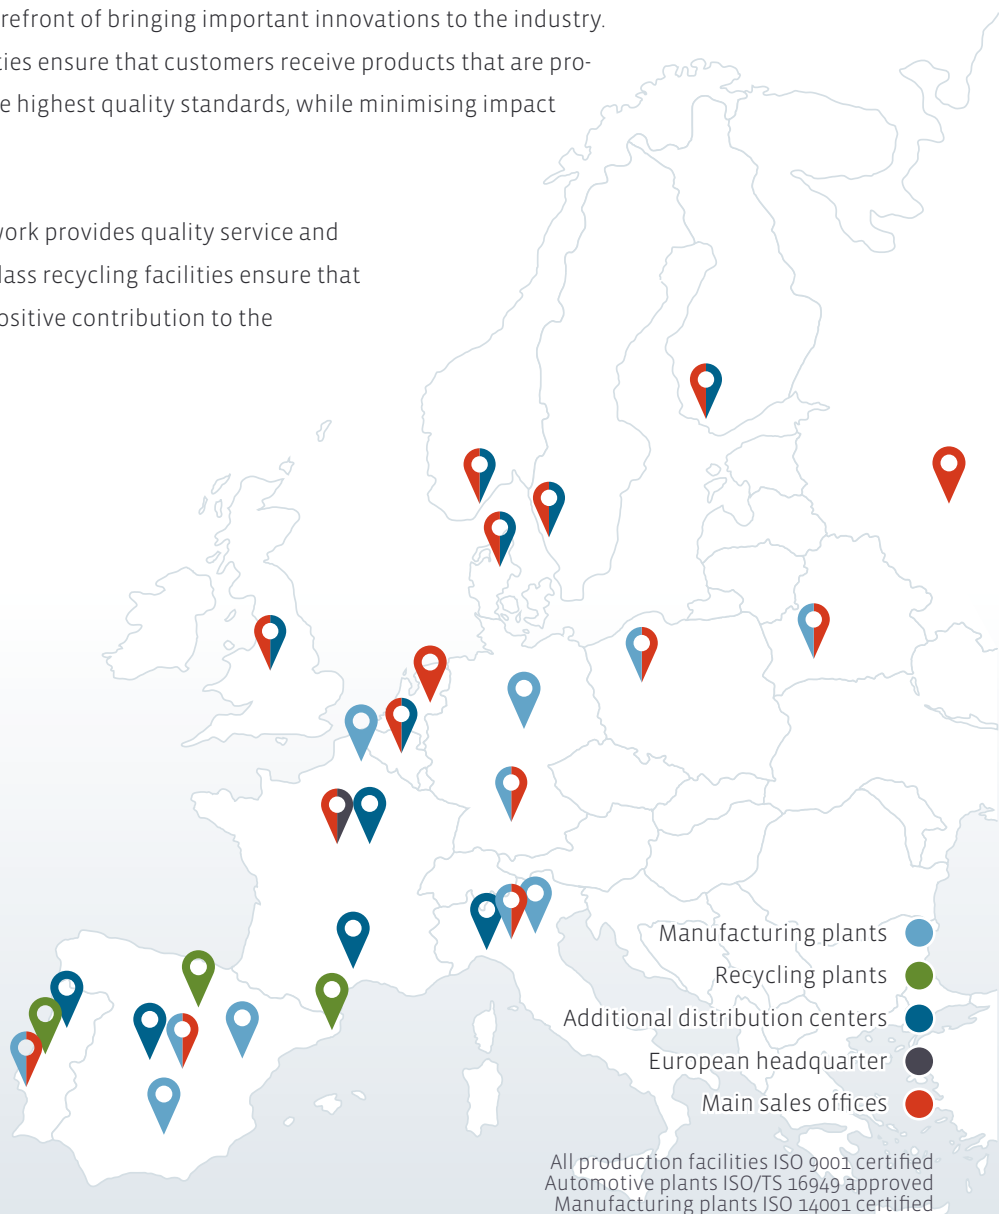 refront of bringing important innovations to the industry.
ties ensure that customers receive products that are pro-
e highest quality standards, while minimising impact
work provides quality service and
lass recycling facilities ensure that
ositive contribution to the
Manufacturing plants
Recycling plants
Additional distribution centers
European headquarter
Main sales offices
All production facilities ISO 9001 certified
Automotive plants ISO/TS 16949 approved
Manufacturing plants ISO 14001 certified